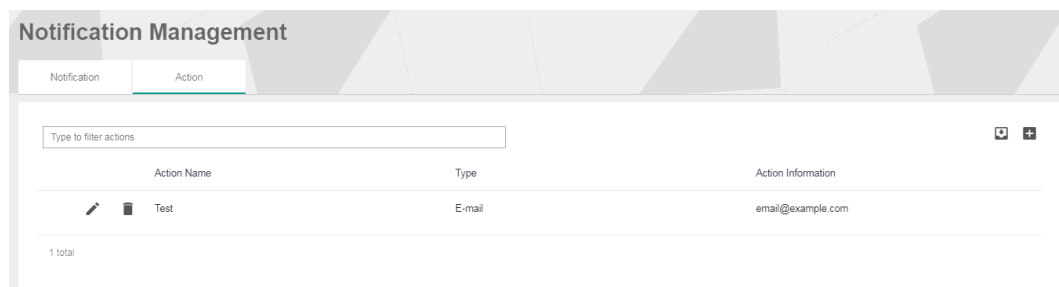 Notification Management
Notification Action
Type to filter actions
Action Name Type Action Information
Test E-mail email@example.com
1 total